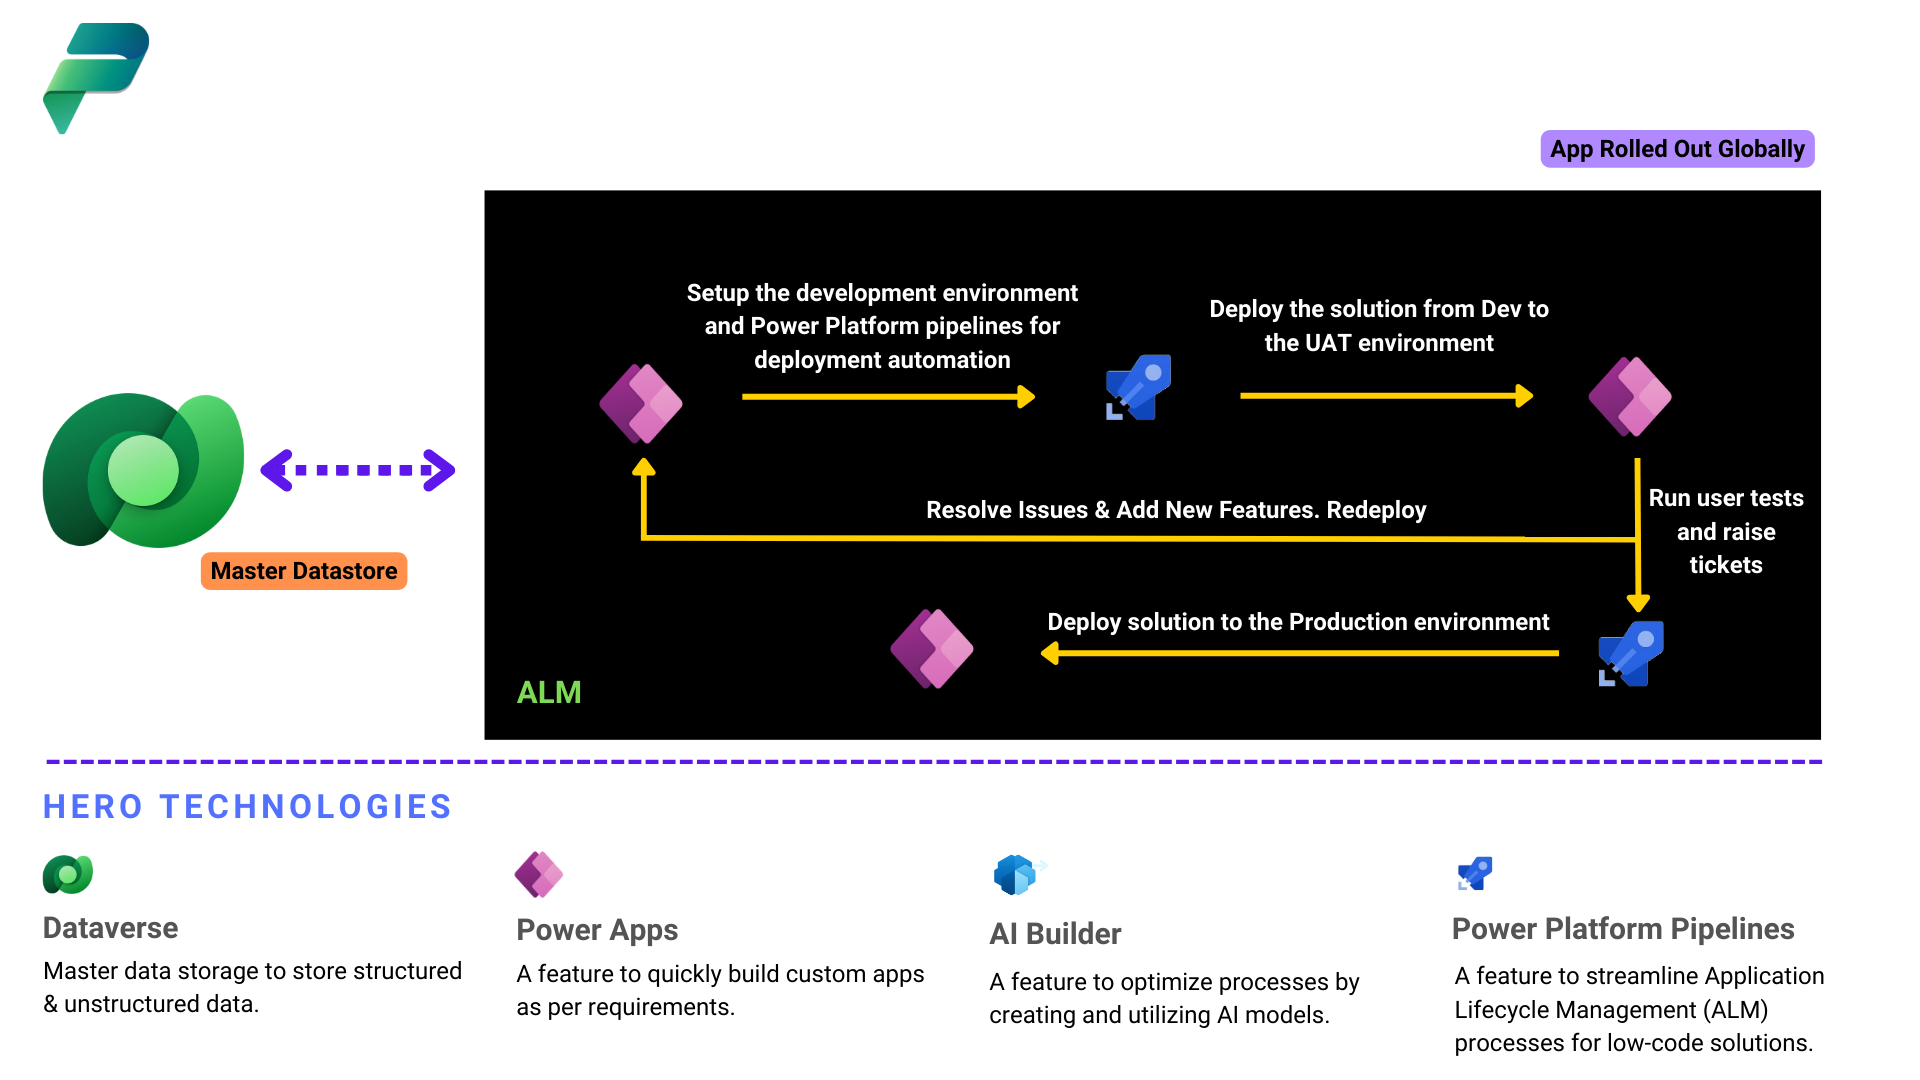 App Rolled Out Globally
Setup the development environment
and Power Platform pipelines for
deployment automation
Deploy the solution from Dev to
the UAT environment
Resolve Issues & Add New Features. Redeploy
Run user tests
and raise
tickets
Master Datastore
Deploy solution to the Production environment
ALM
HERO TECHNOLOGIES
Dataverse
Master data storage to store structured
& unstructured data.
Power Apps
A feature to quickly build custom apps
as per requirements.
AI Builder
A feature to optimize processes by
creating and utilizing AI models.
Power Platform Pipelines
A feature to streamline Application
Lifecycle Management (ALM)
processes for low-code solutions.